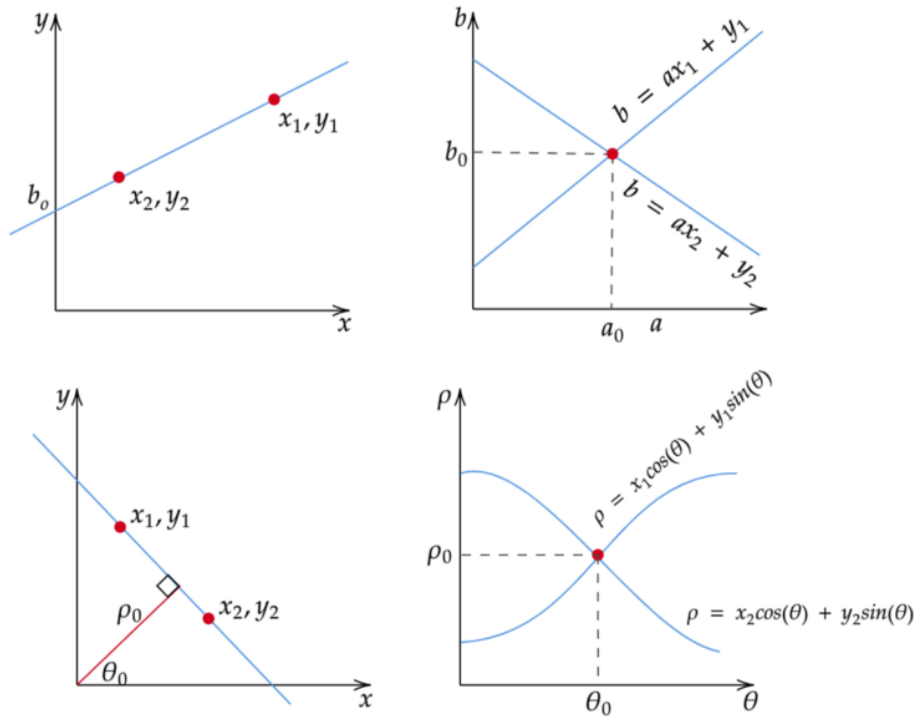 y
x₁, y₁
x₂, y₂
bₒ
x
b
b = ax₁ + y₁
b₀
b = ax₂ + y₂
a₀ a
y
x₁, y₁
x₂, y₂
ρ₀
θ₀
x
ρ
ρ = x₁cos(θ) + y₁sin(θ)
ρ₀
ρ = x₂cos(θ) + y₂sin(θ)
θ₀
θ